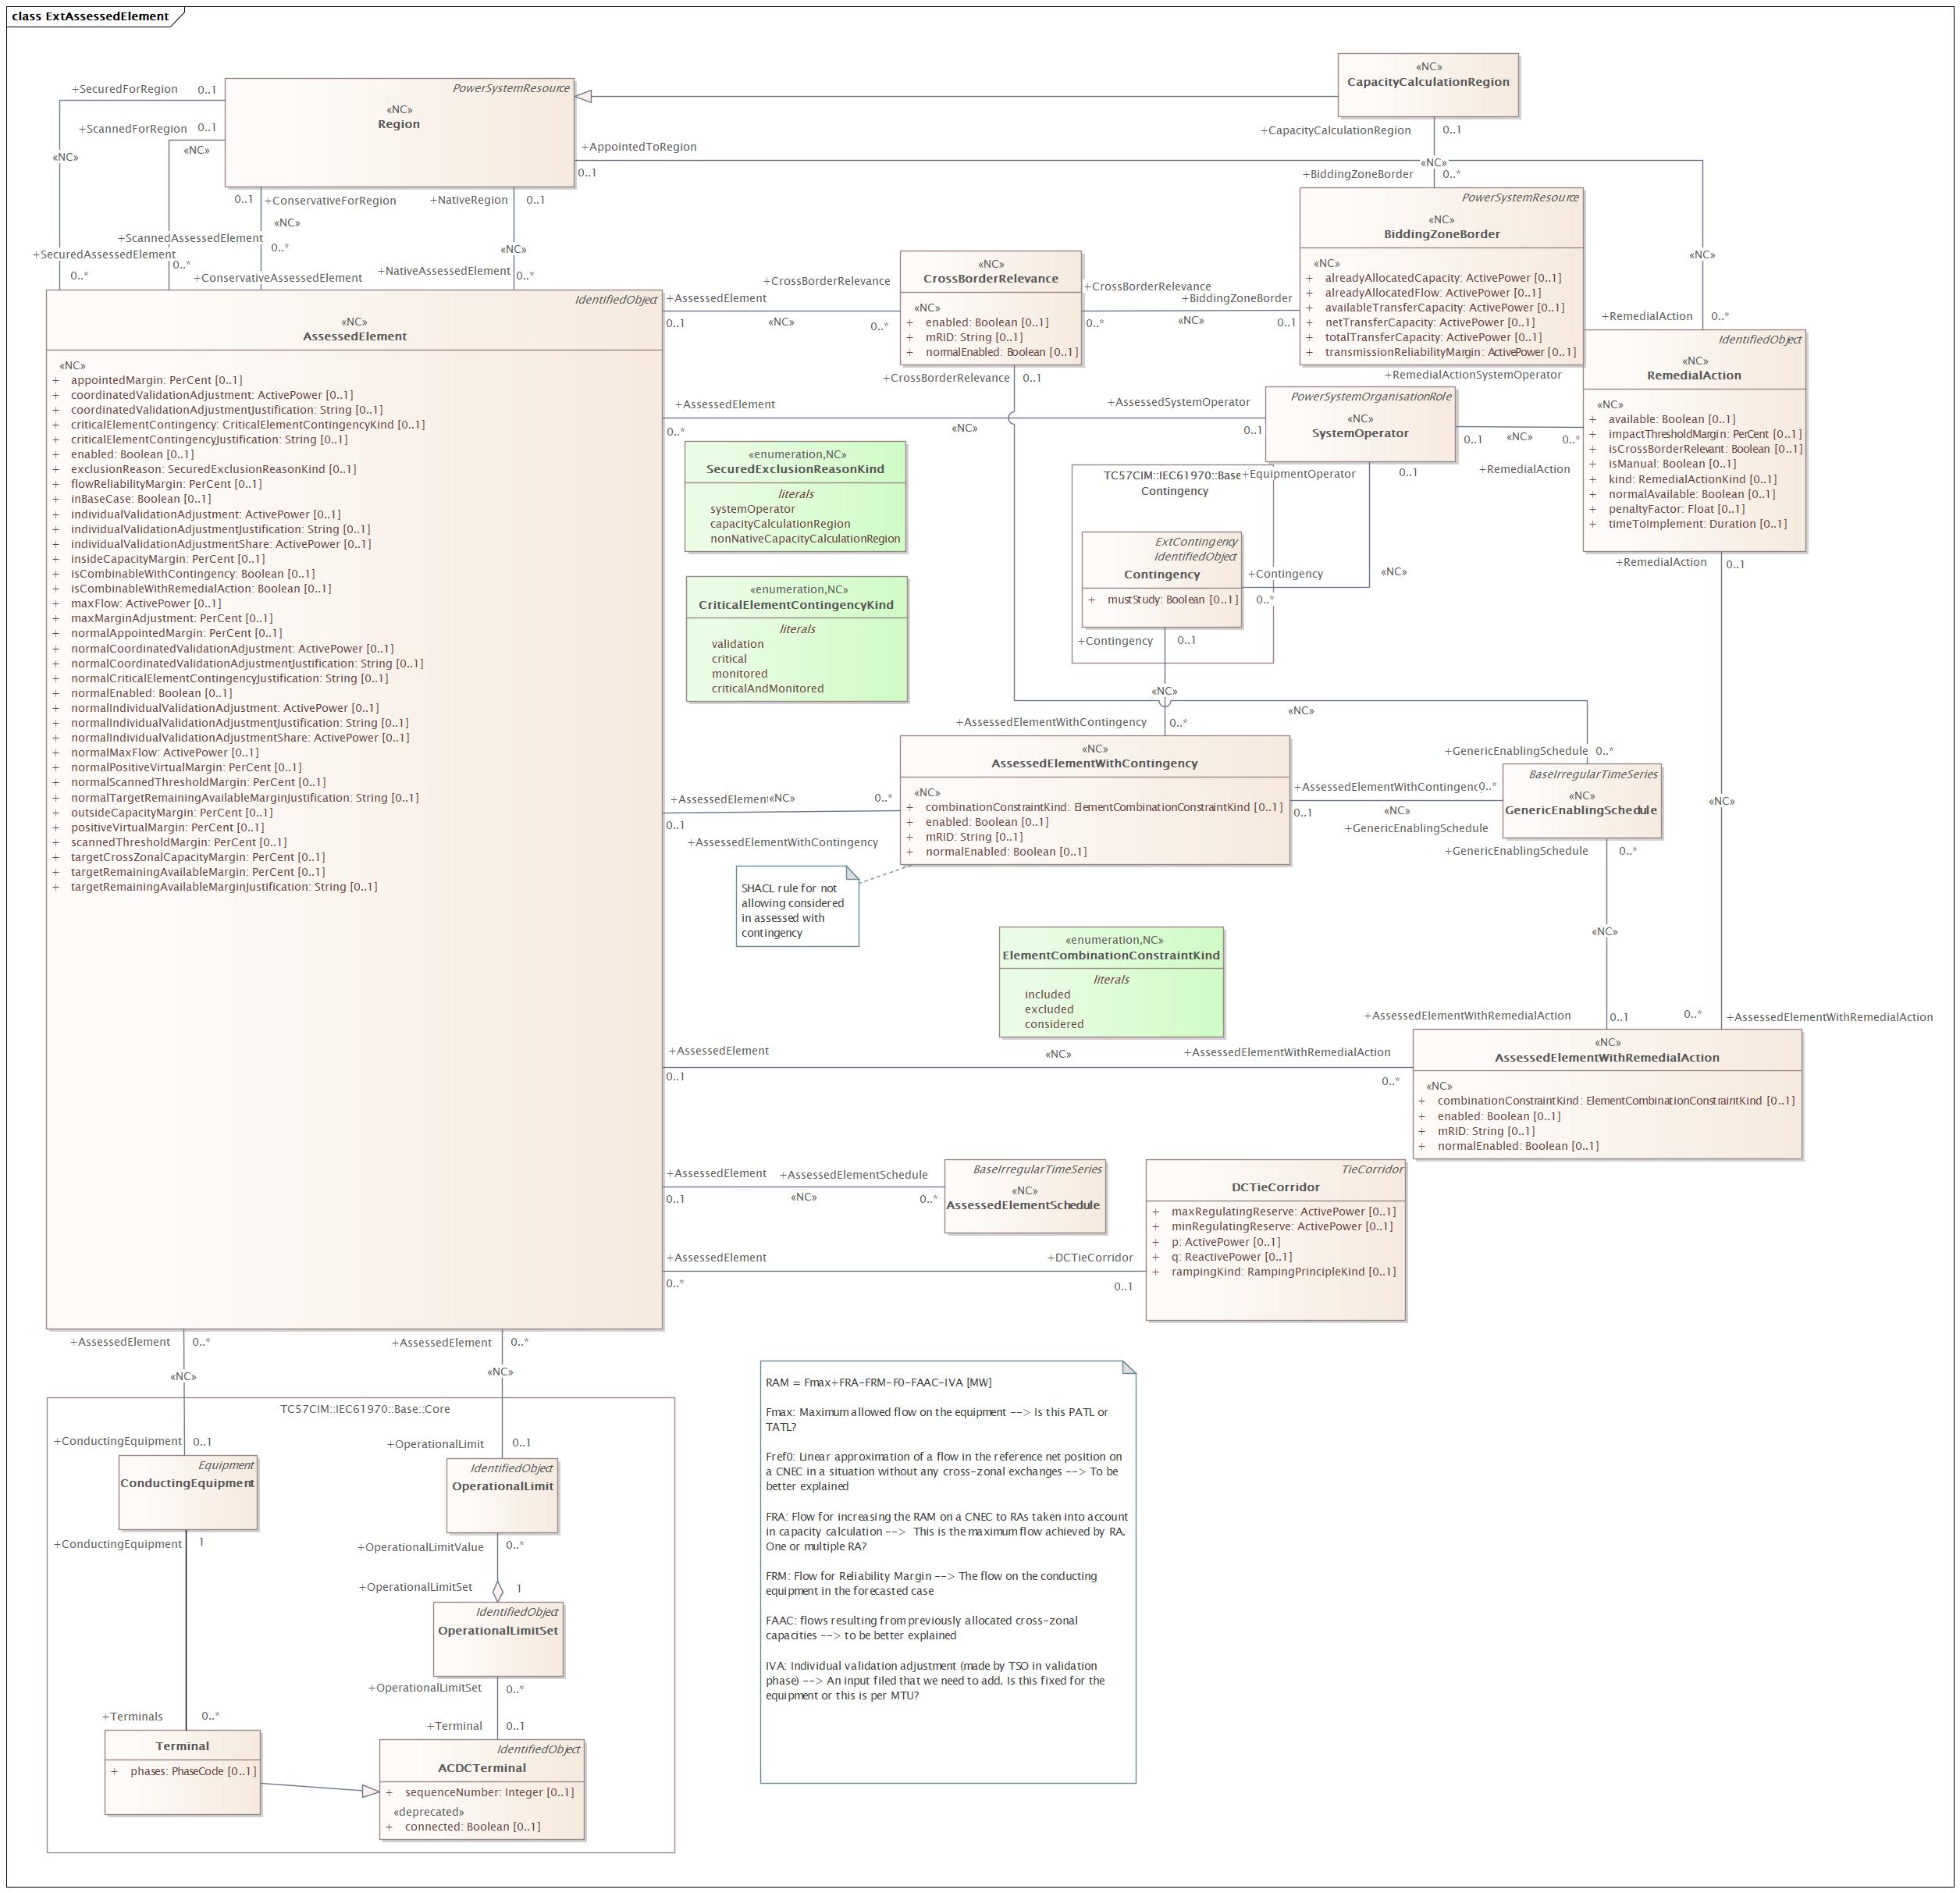 class ExtAssessedElement
PowerSystemResource
«NC»
Region
+SecuredForRegion 0..1
«NC»
+ScannedForRegion 0..1
«NC»
+AppointedToRegion
0..1
«NC»
CapacityCalculationRegion
+CapacityCalculationRegion 0..1
«NC»
+BiddingZoneBorder 0..*
0..1 +ConservativeForRegion
«NC»
+NativeRegion 0..1
«NC»
+ScannedAssessedElement
0..*
+SecuredAssessedElement
0..*
0..*
+ConservativeAssessedElement
+NativeAssessedElement 0..*
IdentifiedObject
«NC»
AssessedElement
«NC»
+ appointedMargin: PerCent [0..1]
+ coordinatedValidationAdjustment: ActivePower [0..1]
+ coordinatedValidationAdjustmentJustification: String [0..1]
+ criticalElementContingency: CriticalElementContingencyKind [0..1]
+ criticalElementContingencyJustification: String [0..1]
+ enabled: Boolean [0..1]
+ exclusionReason: SecuredExclusionReasonKind [0..1]
+ flowReliabilityMargin: PerCent [0..1]
+ inBaseCase: Boolean [0..1]
+ individualValidationAdjustment: ActivePower [0..1]
+ individualValidationAdjustmentJustification: String [0..1]
+ individualValidationAdjustmentShare: ActivePower [0..1]
+ insideCapacityMargin: PerCent [0..1]
+ isCombinableWithContingency: Boolean [0..1]
+ isCombinableWithRemedialAction: Boolean [0..1]
+ maxFlow: ActivePower [0..1]
+ maxMarginAdjustment: PerCent [0..1]
+ normalAppointedMargin: PerCent [0..1]
+ normalCoordinatedValidationAdjustment: ActivePower [0..1]
+ normalCoordinatedValidationAdjustmentJustification: String [0..1]
+ normalCriticalElementContingencyJustification: String [0..1]
+ normalEnabled: Boolean [0..1]
+ normalIndividualValidationAdjustment: ActivePower [0..1]
+ normalIndividualValidationAdjustmentJustification: String [0..1]
+ normalIndividualValidationAdjustmentShare: ActivePower [0..1]
+ normalMaxFlow: ActivePower [0..1]
+ normalPositiveVirtualMargin: PerCent [0..1]
+ normalScannedThresholdMargin: PerCent [0..1]
+ normalTargetRemainingAvailableMarginJustification: String [0..1]
+ outsideCapacityMargin: PerCent [0..1]
+ positiveVirtualMargin: PerCent [0..1]
+ scannedThresholdMargin: PerCent [0..1]
+ targetCrossZonalCapacityMargin: PerCent [0..1]
+ targetRemainingAvailableMargin: PerCent [0..1]
+ targetRemainingAvailableMarginJustification: String [0..1]
+AssessedElement
0..1
«NC»
+CrossBorderRelevance
0..*
«NC»
CrossBorderRelevance
«NC»
+ enabled: Boolean [0..1]
+ mRID: String [0..1]
+ normalEnabled: Boolean [0..1]
+CrossBorderRelevance
0..*
«NC»
+BiddingZoneBorder
0..1
PowerSystemResource
«NC»
BiddingZoneBorder
«NC»
+ alreadyAllocatedCapacity: ActivePower [0..1]
+ alreadyAllocatedFlow: ActivePower [0..1]
+ availableTransferCapacity: ActivePower [0..1]
+ netTransferCapacity: ActivePower [0..1]
+ totalTransferCapacity: ActivePower [0..1]
+ transmissionReliabilityMargin: ActivePower [0..1]
«NC»
+RemedialAction 0..*
IdentifiedObject
«NC»
RemedialAction
«NC»
+ available: Boolean [0..1]
+ impactThresholdMargin: PerCent [0..1]
+ isCrossBorderRelevant: Boolean [0..1]
+ isManual: Boolean [0..1]
+ kind: RemedialActionKind [0..1]
+ normalAvailable: Boolean [0..1]
+ penaltyFactor: Float [0..1]
+ timeToImplement: Duration [0..1]
+CrossBorderRelevance 0..1
+RemedialActionSystemOperator
+AssessedElement
0..*
«NC»
+AssessedSystemOperator
0..1
PowerSystemOrganisationRole
«NC»
SystemOperator
0..1 «NC» 0..*
+RemedialAction
«enumeration,NC»
SecuredExclusionReasonKind
literals
systemOperator
capacityCalculationRegion
nonNativeCapacityCalculationRegion
«enumeration,NC»
CriticalElementContingencyKind
literals
validation
critical
monitored
criticalAndMonitored
TC57CIM::IEC61970::Base
Contingency
+EquipmentOperator 0..1
ExtContingency
IdentifiedObject
Contingency
+ mustStudy: Boolean [0..1]
+Contingency
0..*
«NC»
+Contingency 0..1
«NC»
+RemedialAction 0..1
«NC»
+AssessedElementWithContingency 0..*
+GenericEnablingSchedule 0..*
«NC»
AssessedElementWithContingency
«NC»
+ combinationConstraintKind: ElementCombinationConstraintKind [0..1]
+ enabled: Boolean [0..1]
+ mRID: String [0..1]
+ normalEnabled: Boolean [0..1]
+AssessedElement «NC» 0..*
0..1
+AssessedElementWithContingency
+AssessedElementWithContingenc 0..*
0..1 «NC»
+GenericEnablingSchedule
BaseIrregularTimeSeries
«NC»
GenericEnablingSchedule
+GenericEnablingSchedule 0..*
«NC»
«NC»
SHACL rule for not
allowing considered
in assessed with
contingency
«enumeration,NC»
ElementCombinationConstraintKind
literals
included
excluded
considered
+AssessedElementWithRemedialAction 0..1
0..* +AssessedElementWithRemedialAction
«NC»
AssessedElementWithRemedialAction
«NC»
+ combinationConstraintKind: ElementCombinationConstraintKind [0..1]
+ enabled: Boolean [0..1]
+ mRID: String [0..1]
+ normalEnabled: Boolean [0..1]
+AssessedElement «NC» +AssessedElementWithRemedialAction
0..1 0..*
+AssessedElement +AssessedElementSchedule
0..1 «NC» 0..*
BaseIrregularTimeSeries
«NC»
AssessedElementSchedule
TieCorridor
DCTieCorridor
+ maxRegulatingReserve: ActivePower [0..1]
+ minRegulatingReserve: ActivePower [0..1]
+ p: ActivePower [0..1]
+ q: ReactivePower [0..1]
+ rampingKind: RampingPrincipleKind [0..1]
+AssessedElement +DCTieCorridor
0..* 0..1
+AssessedElement 0..*
«NC»
+AssessedElement 0..*
«NC»
TC57CIM::IEC61970::Base::Core
+ConductingEquipment 0..1
Equipment
ConductingEquipment
+ConductingEquipment 1
+OperationalLimit 0..1
IdentifiedObject
OperationalLimit
+OperationalLimitValue 0..*
+OperationalLimitSet 1
IdentifiedObject
OperationalLimitSet
+OperationalLimitSet 0..*
+Terminals 0..*
+Terminal 0..1
Terminal
+ phases: PhaseCode [0..1]
IdentifiedObject
ACDCTerminal
+ sequenceNumber: Integer [0..1]
«deprecated»
+ connected: Boolean [0..1]
RAM = Fmax+FRA-FRM-F0-FAAC-IVA [MW]
Fmax: Maximum allowed flow on the equipment --> Is this PATL or
TATL?
Fref0: Linear approximation of a flow in the reference net position on
a CNEC in a situation without any cross-zonal exchanges --> To be
better explained
FRA: Flow for increasing the RAM on a CNEC to RAs taken into account
in capacity calculation --> This is the maximum flow achieved by RA.
One or multiple RA?
FRM: Flow for Reliability Margin --> The flow on the conducting
equipment in the forecasted case
FAAC: flows resulting from previously allocated cross-zonal
capacities --> to be better explained
IVA: Individual validation adjustment (made by TSO in validation
phase) --> An input filed that we need to add. Is this fixed for the
equipment or this is per MTU?